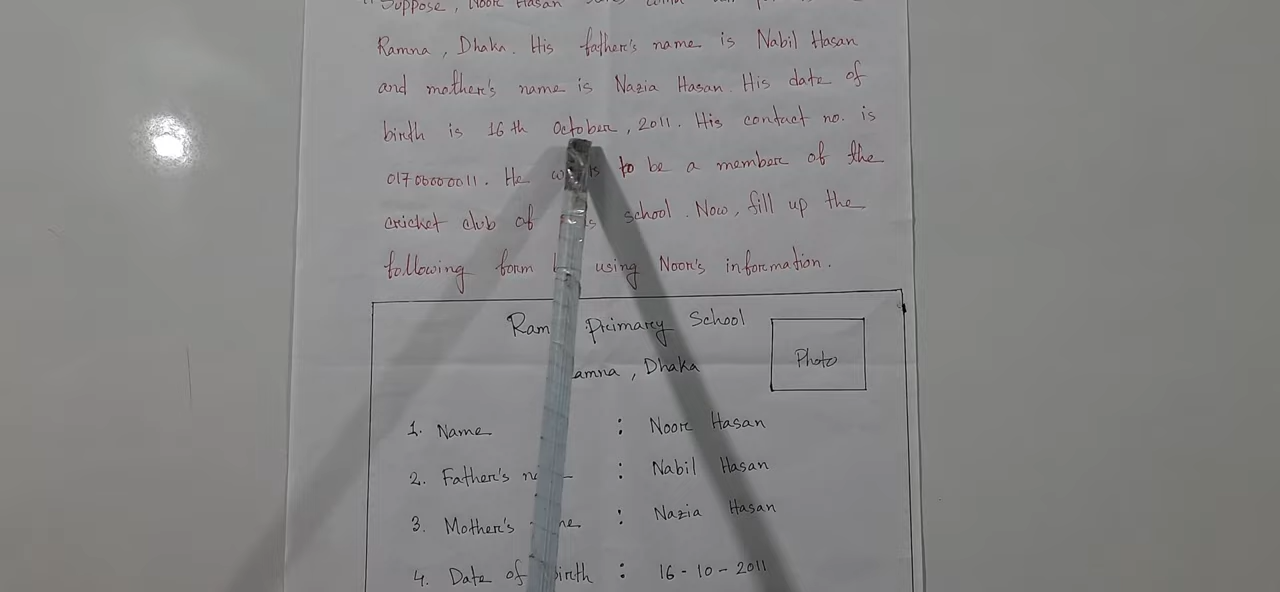 Suppose, Noor Hasan
Ramna, Dhaka. His father's name is Nabil Hasan
and mother's name is Nazia Hasan. His date of
birth is 16th October, 2011. His contact no. is
He to be a member of the
cricket club of school. Now, fill up the
following form using Noor's information.
Primary School
Dhaka
Photo
1. Name : Noor Hasan
2. Father's : Nabil Hasan
3. Mother's : Nazia Hasan
4. Date of : 16-10-2011